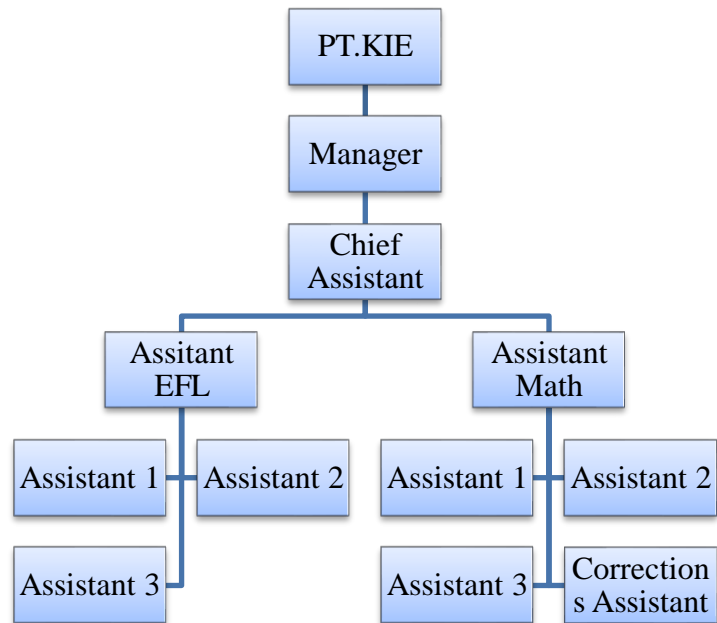 PT.KIE
Manager
Chief
Assistant
Assitant
EFL
Assistant
Math
Assistant 1
Assistant 2
Assistant 3
Assistant 1
Assistant 2
Assistant 3
Correction
s Assistant